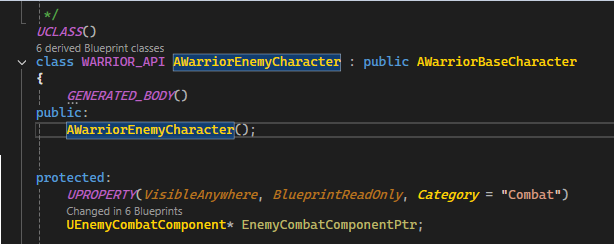 */
UCLASS()
6 derived Blueprint classes
class WARRIOR_API AWarriorEnemyCharacter : public AWarriorBaseCharacter
{
GENERATED_BODY()
public:
AWarriorEnemyCharacter();
protected:
UPROPERTY(VisibleAnywhere, BlueprintReadOnly, Category = "Combat")
Changed in 6 Blueprints
UEnemyCombatComponent* EnemyCombatComponentPtr;